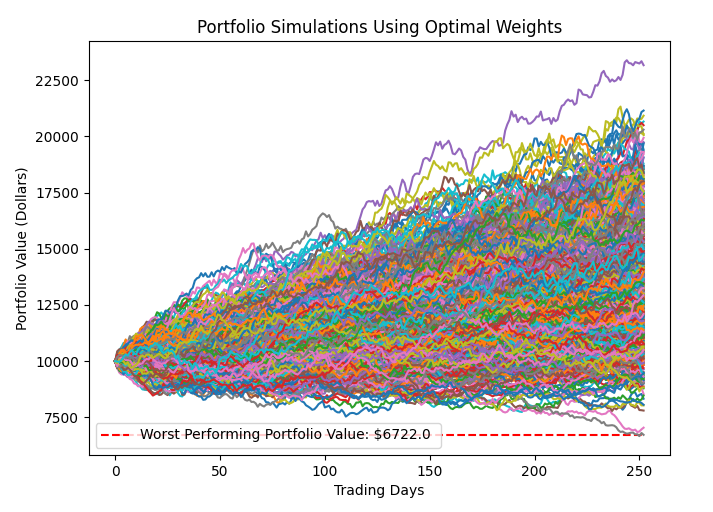 Portfolio Simulations Using Optimal Weights
Portfolio Value (Dollars)
22500
20000
17500
15000
12500
10000
7500
Worst Performing Portfolio Value: $6722.0
0 50 100 150 200 250
Trading Days